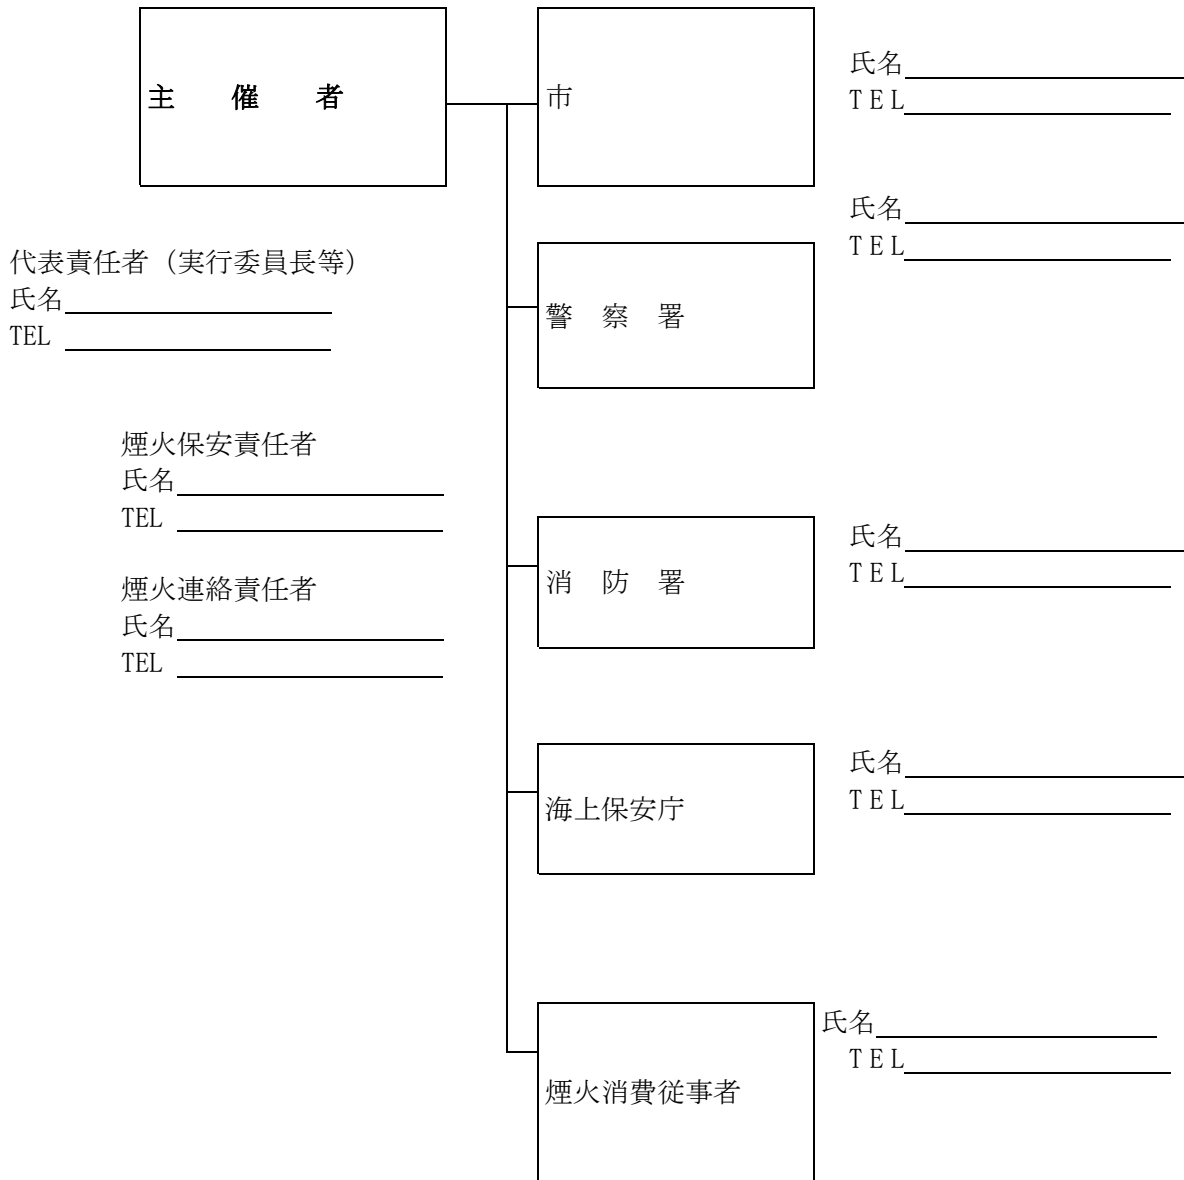 主　催　者
市
氏名
ＴＥＬ
氏名
ＴＥＬ
代表責任者（実行委員長等）
氏名
TEL
警　察　署
煙火保安責任者
氏名
TEL
消　防　署
氏名
ＴＥＬ
煙火連絡責任者
氏名
TEL
海上保安庁
氏名
ＴＥＬ
煙火消費従事者
氏名
ＴＥＬ